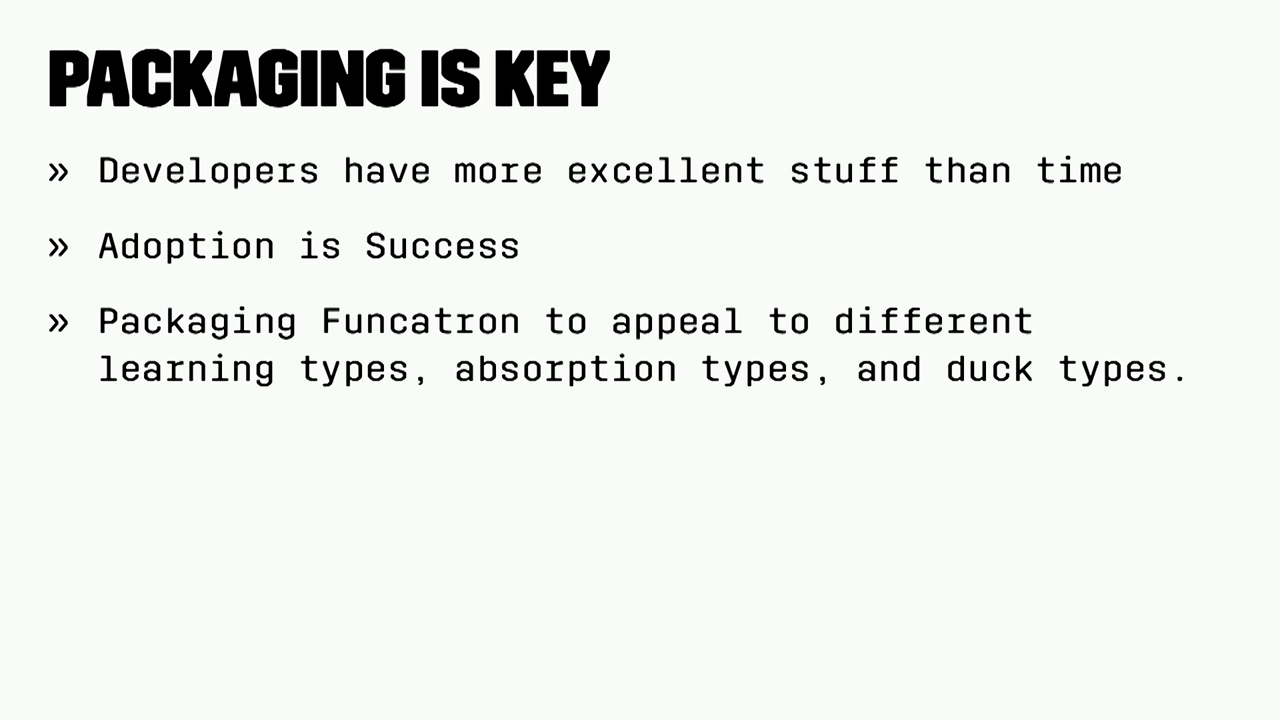 PACKAGING IS KEY
» Developers have more excellent stuff than time
» Adoption is Success
» Packaging Funcatron to appeal to different
learning types, absorption types, and duck types.